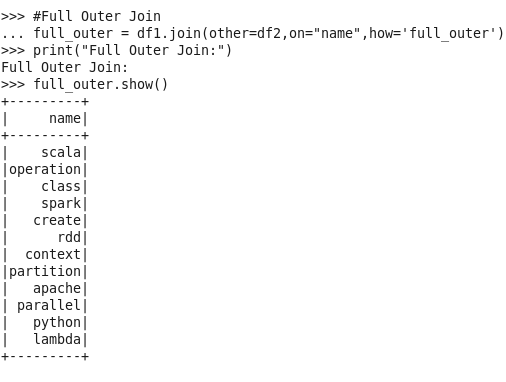 >>> #Full Outer Join
... full_outer = df1.join(other=df2,on="name",how='full_outer')
>>> print("Full Outer Join:")
Full Outer Join:
>>> full_outer.show()
+---------+
|     name|
+---------+
|    scala|
|operation|
|    class|
|    spark|
|   create|
|      rdd|
|  context|
|partition|
|   apache|
| parallel|
|   python|
|   lambda|
+---------+